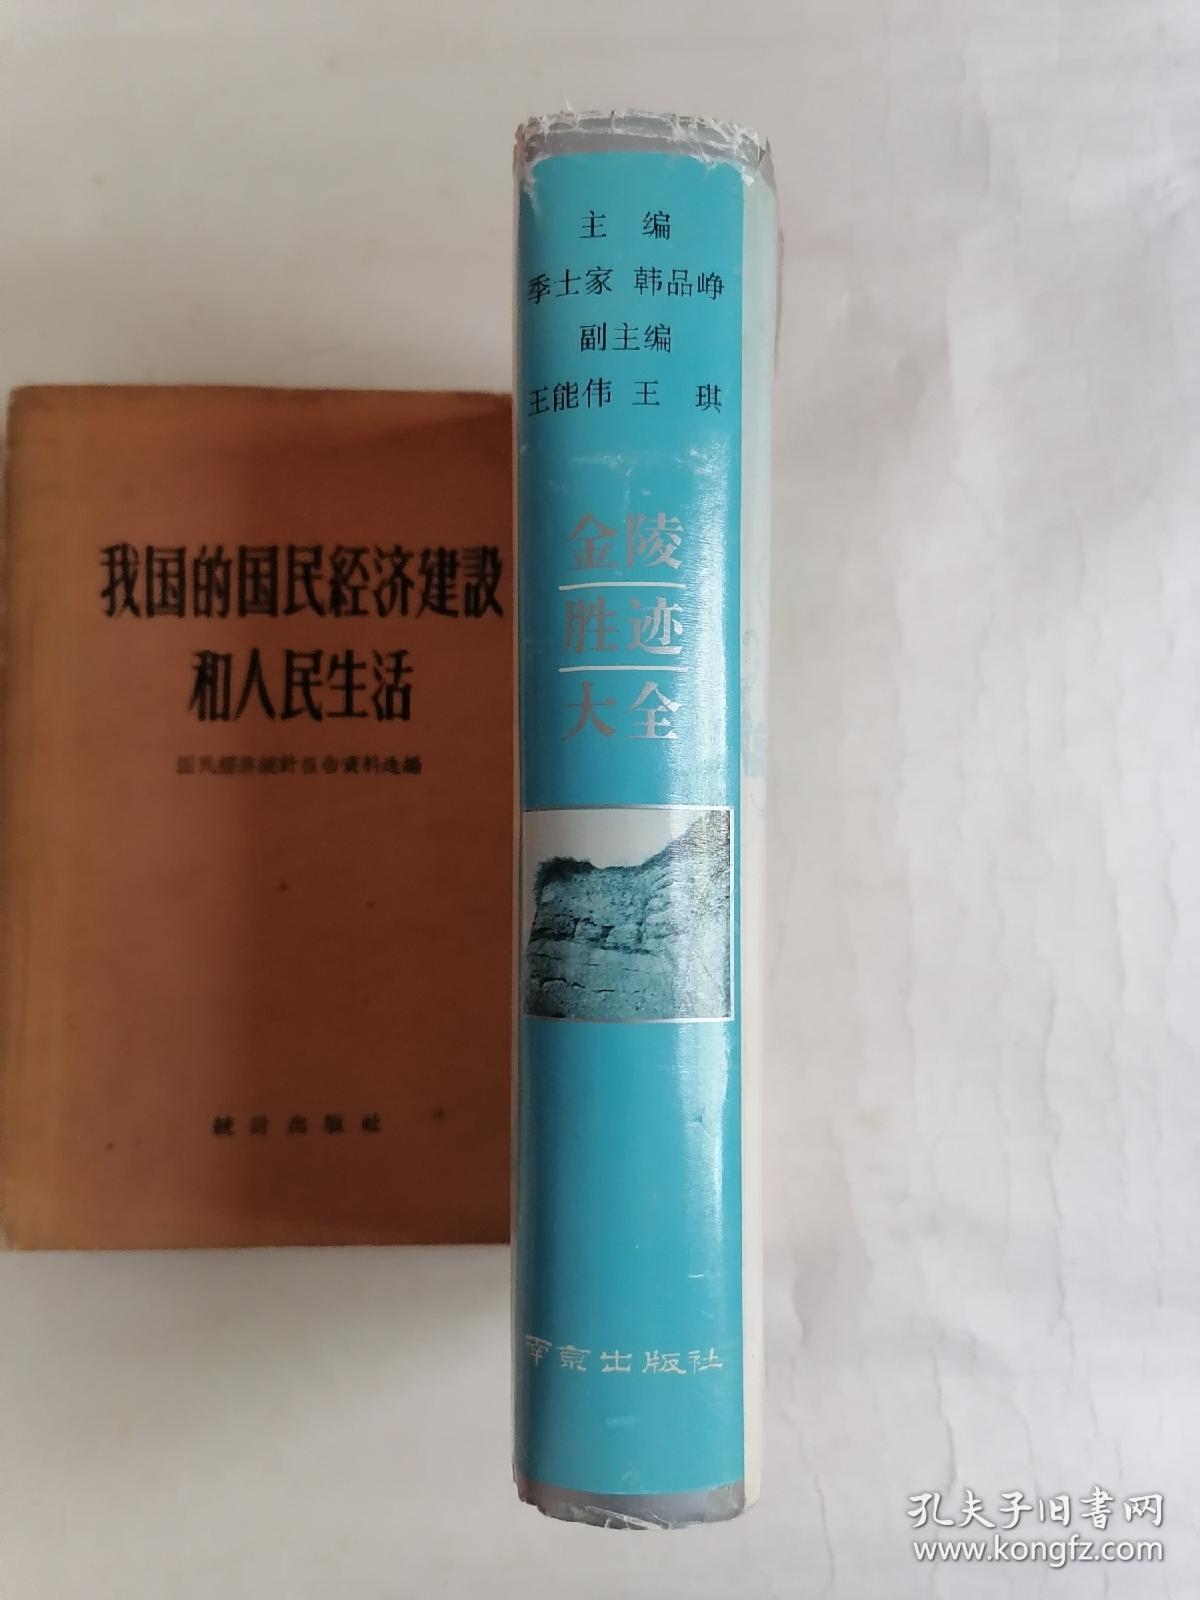 我国的国民經济建設
和人民生活
国民經济統計报告資料选編
統計出版社
主 编
季士家 韩品峥
副主编
王能伟 王 琪
金陵
胜迹
大全
南京出版社
孔夫子旧书网
www.kongfz.com